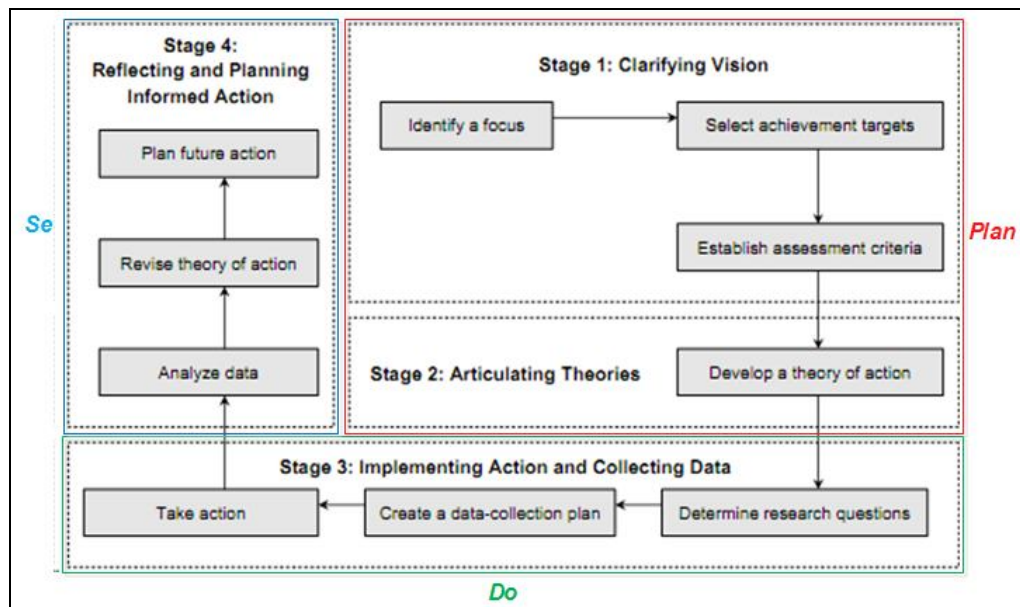 Stage 4:
Reflecting and Planning
Informed Action
Plan future action
Revise theory of action
Analyze data
Se
Stage 1: Clarifying Vision
Identify a focus
Select achievement targets
Establish assessment criteria
Plan
Stage 2: Articulating Theories
Develop a theory of action
Stage 3: Implementing Action and Collecting Data
Take action
Create a data-collection plan
Determine research questions
Do